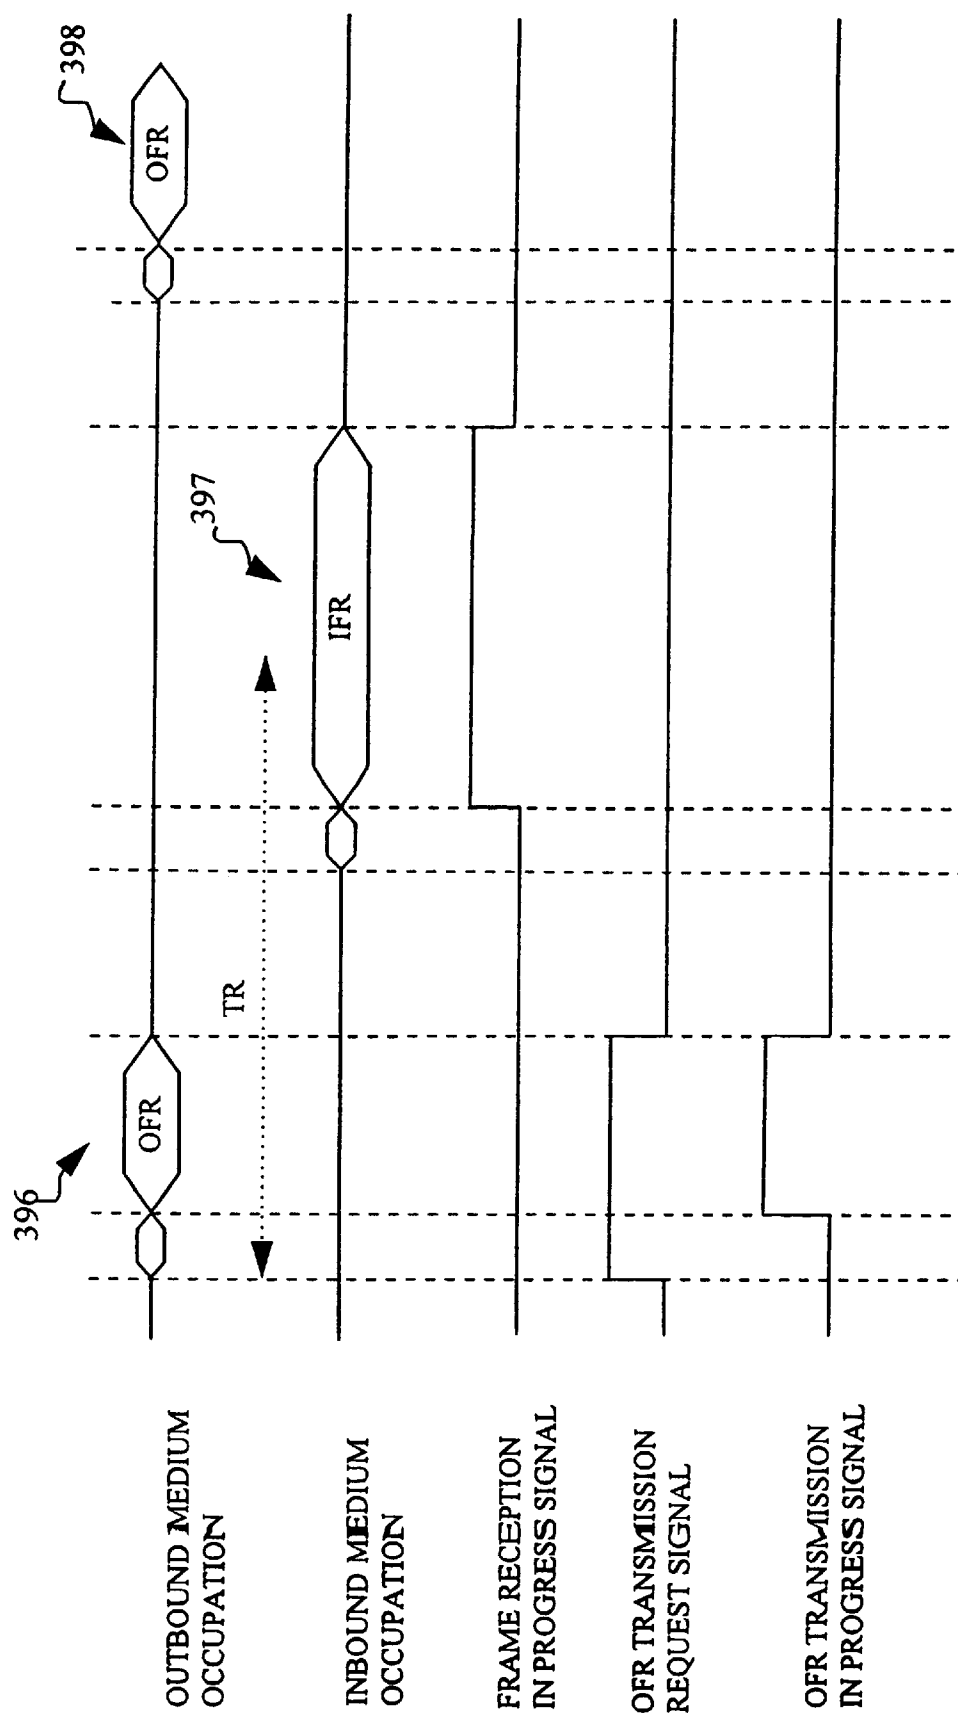 OUTBOUND MEDIUM
OCCUPATION
396
OFR
398
OFR
TR
INBOUND MEDIUM
OCCUPATION
397
IFR
FRAME RECEPTION
IN PROGRESS SIGNAL
OFR TRANSMISSION
REQUEST SIGNAL
OFR TRANSMISSION
IN PROGRESS SIGNAL